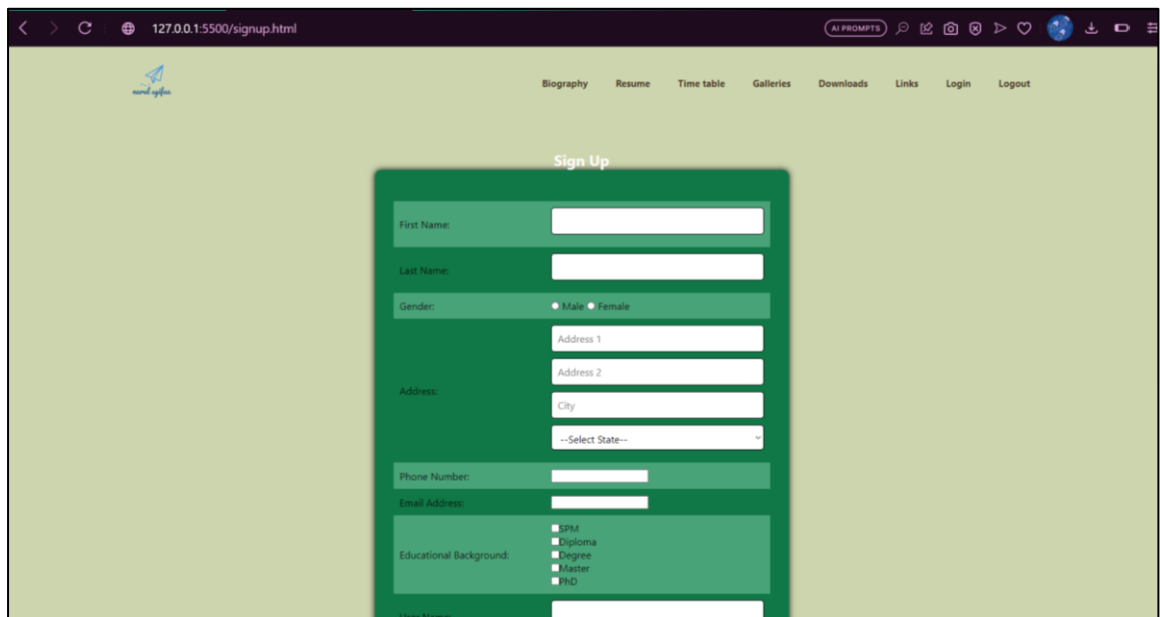 127.0.0.1:5500/signup.html
AI PROMPTS
Biography Resume Time table Galleries Downloads Links Login Logout
Sign Up
First Name:
Last Name:
Gender: Male Female
Address 1
Address 2
Address:
City
--Select State--
Phone Number:
Email Address:
SPM
Diploma
Educational Background: Degree
Master
PhD
User Name: